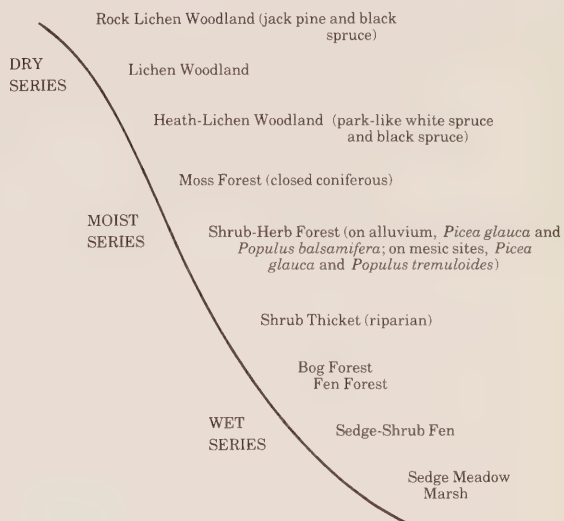 Rock Lichen Woodland (jack pine and black
spruce)
DRY
SERIES
Lichen Woodland
Heath-Lichen Woodland (park-like white spruce
and black spruce)
Moss Forest (closed coniferous)
MOIST
SERIES
Shrub-Herb Forest (on alluvium, Picea glauca and
Populus balsamifera; on mesic sites, Picea
glauca and Populus tremuloides)
Shrub Thicket (riparian)
Bog Forest
Fen Forest
WET
SERIES
Sedge-Shrub Fen
Sedge Meadow
Marsh